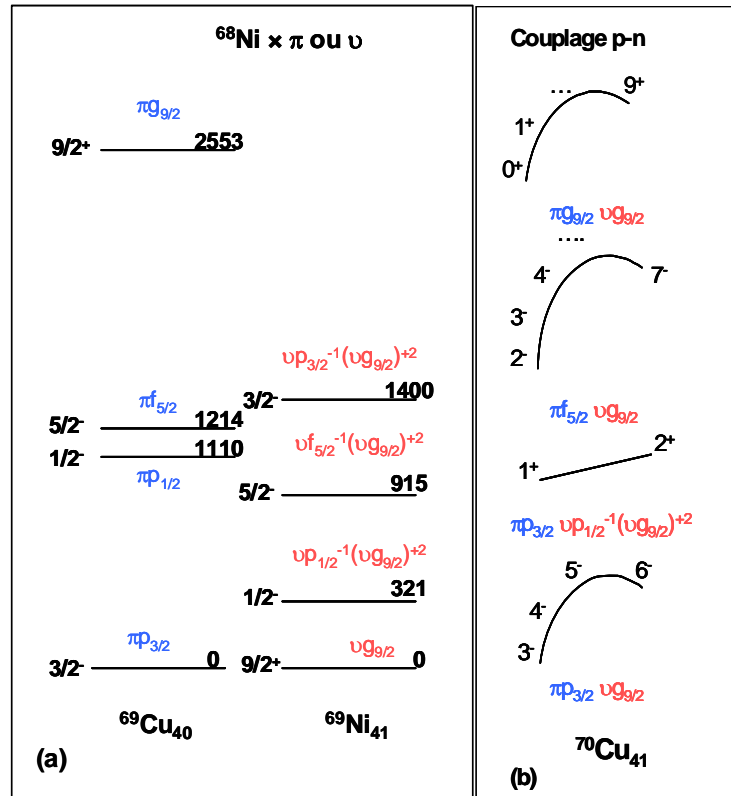 ⁶⁸Ni × π ou υ
πg₉/₂
9/2⁺ 2553
υp₃/₂⁻¹(υg₉/₂)⁺²
3/2⁻ 1400
πf₅/₂
5/2⁻ 1214
υf₅/₂⁻¹(υg₉/₂)⁺²
1/2⁻ 1110
πp₁/₂
5/2⁻ 915
υp₁/₂⁻¹(υg₉/₂)⁺²
1/2⁻ 321
πp₃/₂
3/2⁻ 0
υg₉/₂
9/2⁺ 0
⁶⁹Cu₄₀ ⁶⁹Ni₄₁
(a)
Couplage p-n
... 9⁺
1⁺
0⁺
πg₉/₂ υg₉/₂
....
4⁻ 7⁻
3⁻
2⁻
πf₅/₂ υg₉/₂
2⁺
1⁺
πp₃/₂ υp₁/₂⁻¹(υg₉/₂)⁺²
5⁻ 6⁻
4⁻
3⁻
πp₃/₂ υg₉/₂
⁷⁰Cu₄₁
(b)